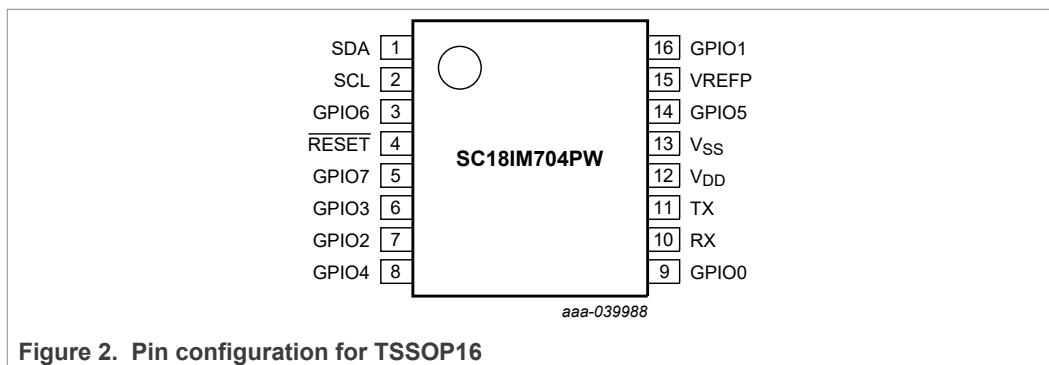 SDA 1 16 GPIO1
SCL 2 15 VREFP
GPIO6 3 14 GPIO5
RESET 4 13 VSS
SC18IM704PW
GPIO7 5 12 VDD
GPIO3 6 11 TX
GPIO2 7 10 RX
GPIO4 8 9 GPIO0
aaa-039988
Figure 2. Pin configuration for TSSOP16